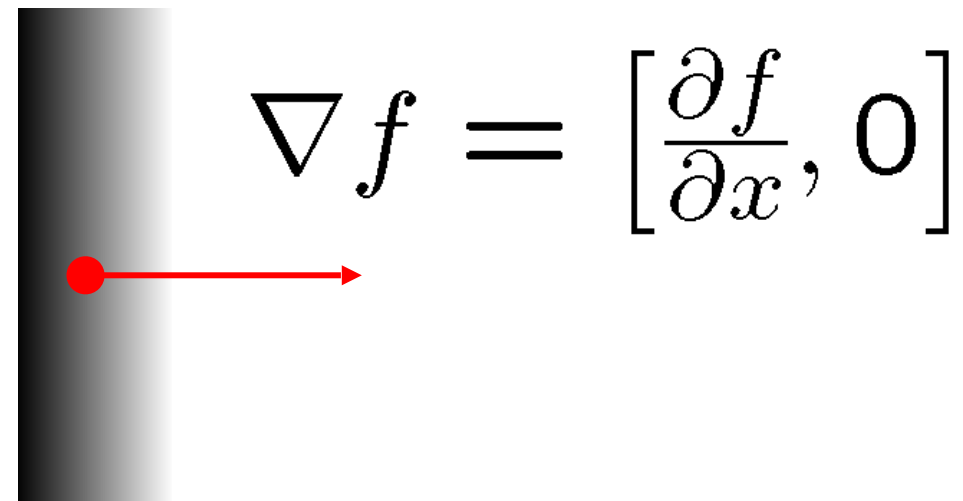 ∇f = [∂f/∂x, 0]